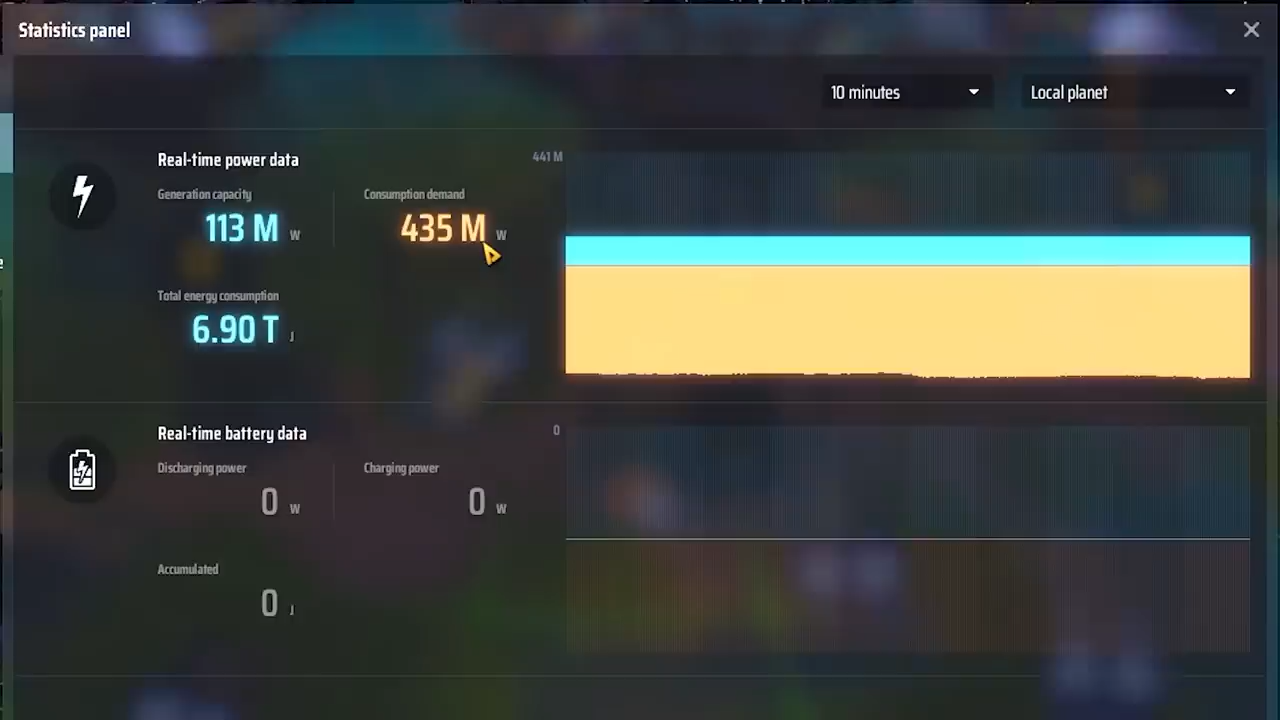 Statistics panel
10 minutes
Local planet
Real-time power data
441 M
Generation capacity
Consumption demand
113 M W
435 M W
Total energy consumption
6.90 T J
Real-time battery data
0
Discharging power
Charging power
0 W
0 W
Accumulated
0 J
e